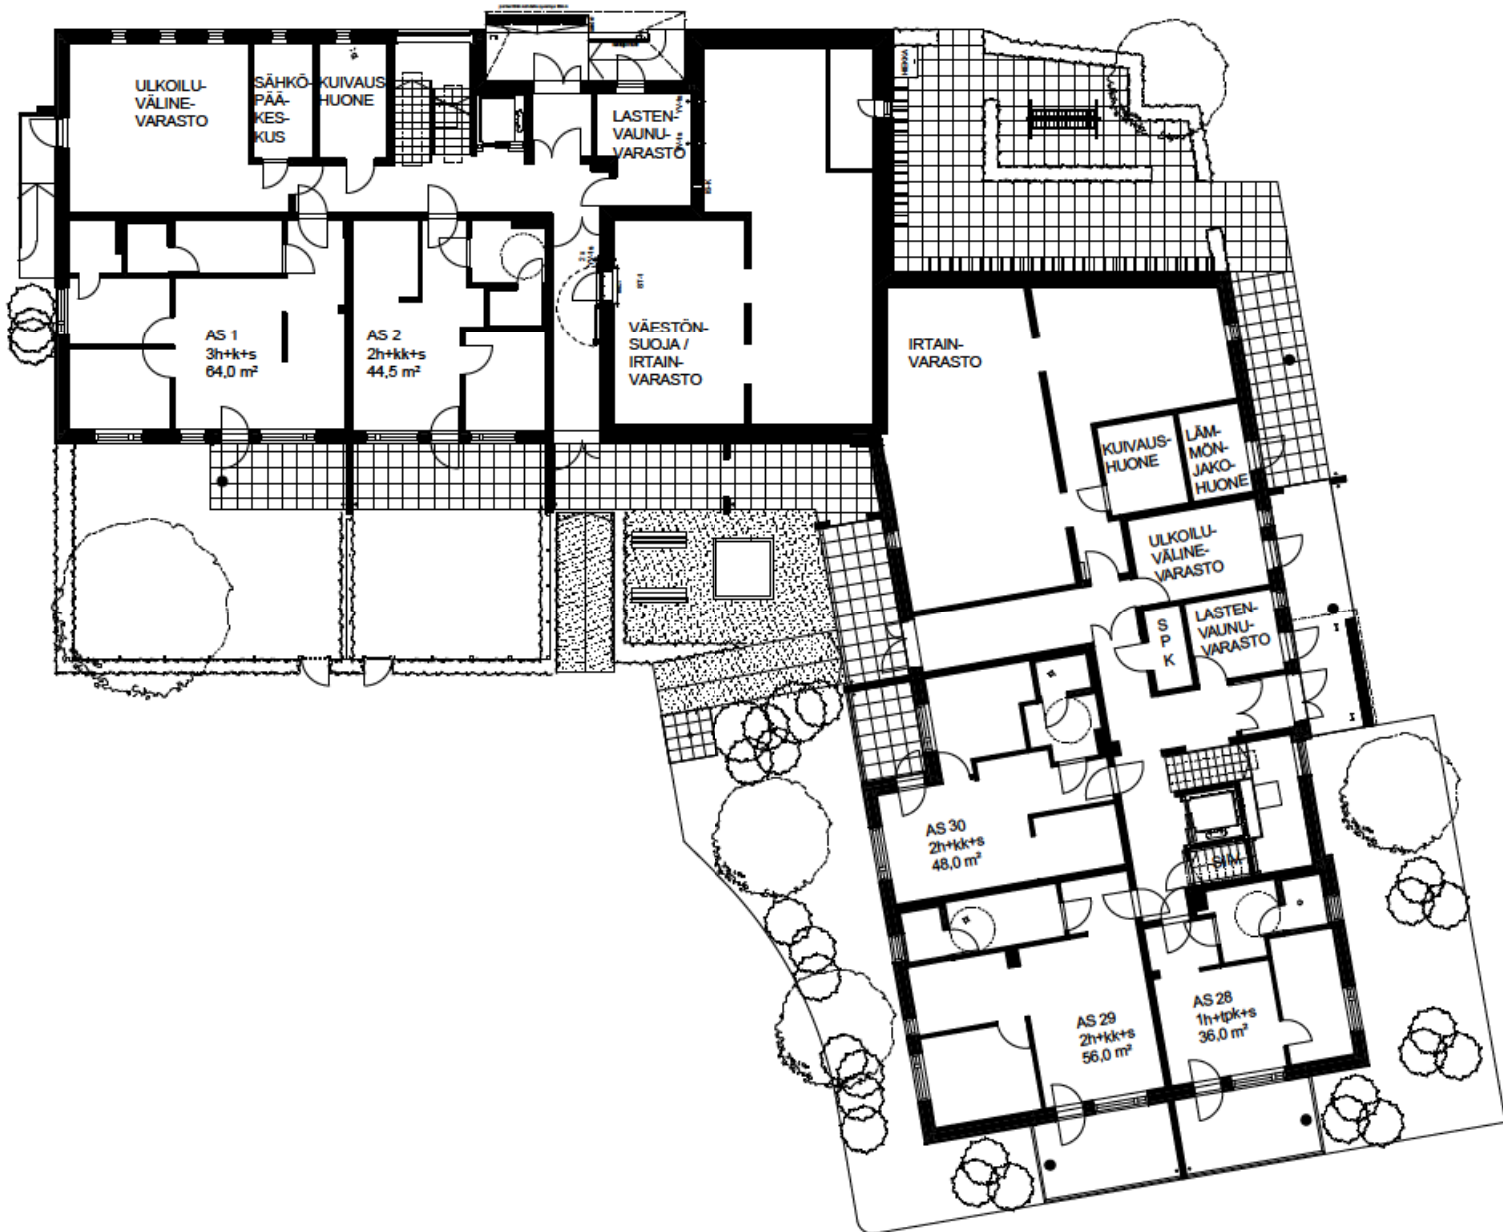 ULKOILU-
VÄLINE-
VARASTO
SÄHKÖ-
PÄÄ-
KES-
KUS
KUIVAUS
HUONE
LASTEN-
VAUNU-
VARASTO
HIEKKA
AS 1
3h+k+s
64,0 m²
AS 2
2h+kk+s
44,5 m²
VÄESTÖN-
SUOJA /
IRTAIN-
VARASTO
IRTAIN-
VARASTO
KUIVAUS-
HUONE
LÄM-
MÖN-
JAKO-
HUONE
ULKOILU-
VÄLINE-
VARASTO
S
P
K
LASTEN-
VAUNU-
VARASTO
AS 30
2h+kk+s
48,0 m²
SIIV.
AS 29
2h+kk+s
56,0 m²
AS 28
1h+tpk+s
36,0 m²